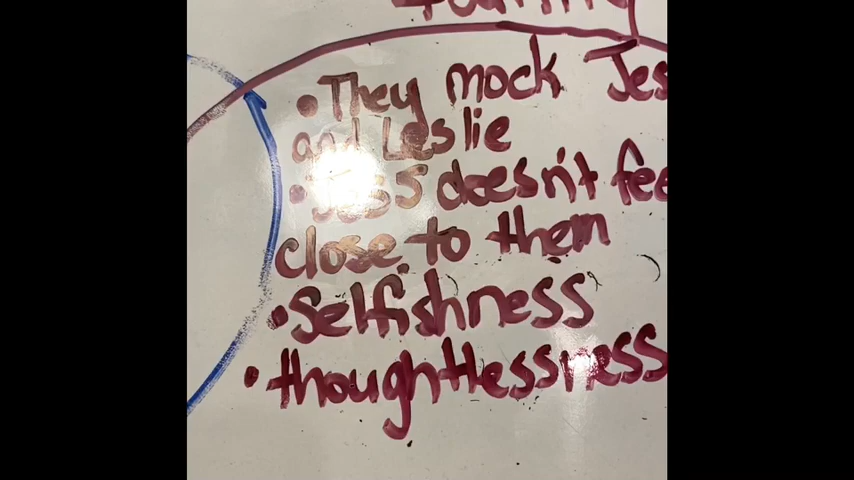 • They mock Jes
and Leslie
• Jess doesn't fee
close to them
• Selfishness
• thoughtlessness